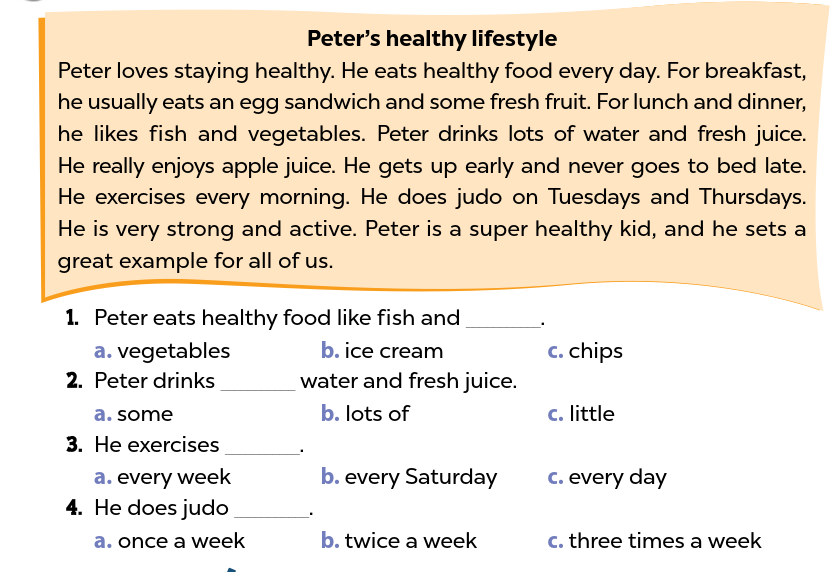 Peter’s healthy lifestyle
Peter loves staying healthy. He eats healthy food every day. For breakfast,
he usually eats an egg sandwich and some fresh fruit. For lunch and dinner,
he likes fish and vegetables. Peter drinks lots of water and fresh juice.
He really enjoys apple juice. He gets up early and never goes to bed late.
He exercises every morning. He does judo on Tuesdays and Thursdays.
He is very strong and active. Peter is a super healthy kid, and he sets a
great example for all of us.
1. Peter eats healthy food like fish and _______.
a. vegetables b. ice cream c. chips
2. Peter drinks _______ water and fresh juice.
a. some b. lots of c. little
3. He exercises _______.
a. every week b. every Saturday c. every day
4. He does judo _______.
a. once a week b. twice a week c. three times a week